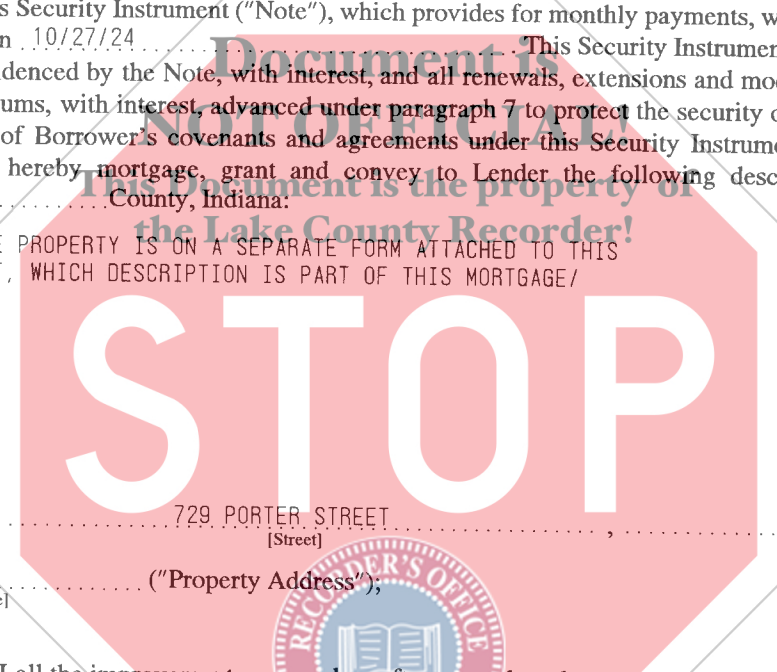 s Security Instrument ("Note"), which provides for monthly payments, w
n 10/27/24 This Security Instrumen
idenced by the Note, with interest, and all renewals, extensions and mod
ums, with interest, advanced under paragraph 7 to protect the security o
of Borrower's covenants and agreements under this Security Instrume
hereby mortgage, grant and convey to Lender the following desc
County, Indiana:
Document is
NOT OFFICIAL!
This Document is the property of
the Lake County Recorder!
E PROPERTY IS ON A SEPARATE FORM ATTACHED TO THIS
, WHICH DESCRIPTION IS PART OF THIS MORTGAGE/
STOP
729 PORTER STREET
[Street] ,
("Property Address");
RECORDER'S OFFICE